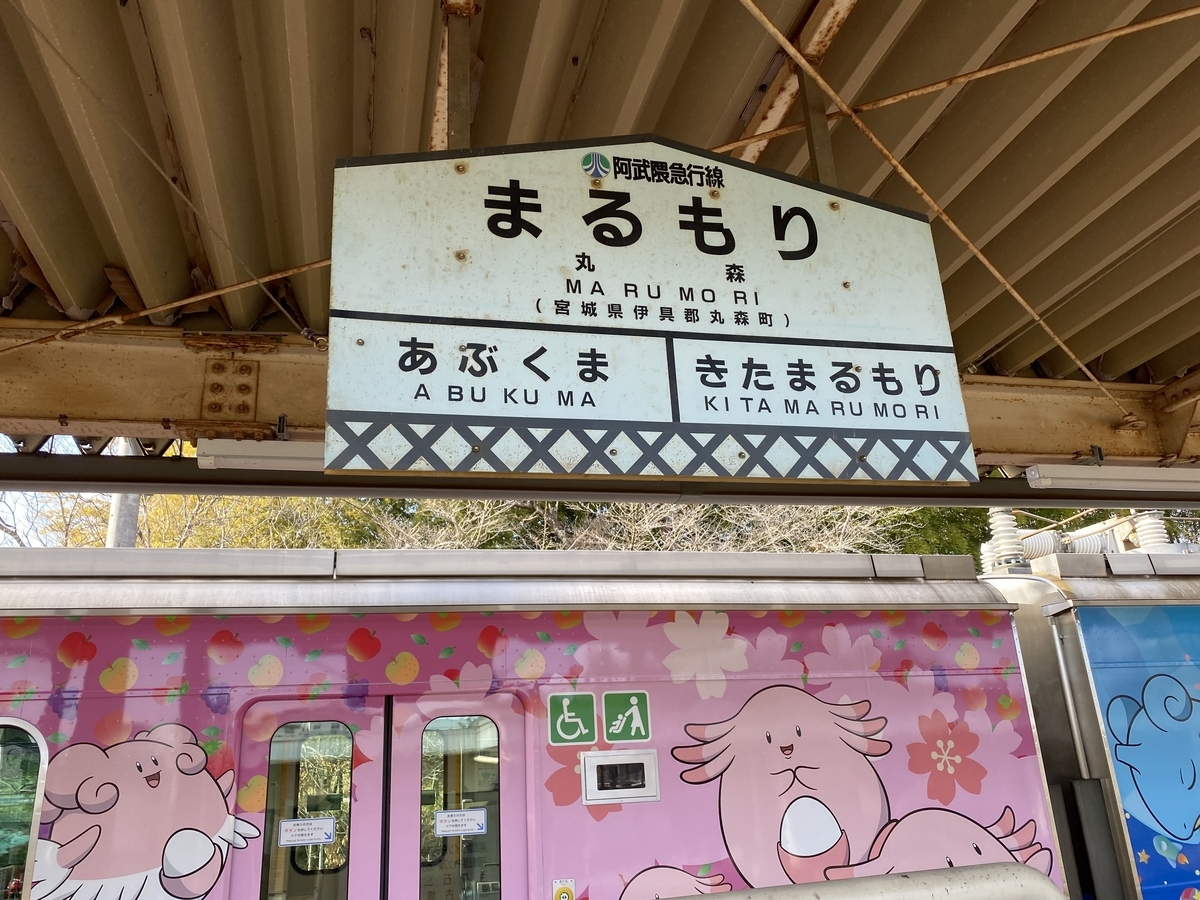 阿武隈急行線
まるもり
丸森
MA RU MO RI
(宮城県伊具郡丸森町)
あぶくま
A BU KU MA
きたまるもり
KI TA MA RU MO RI